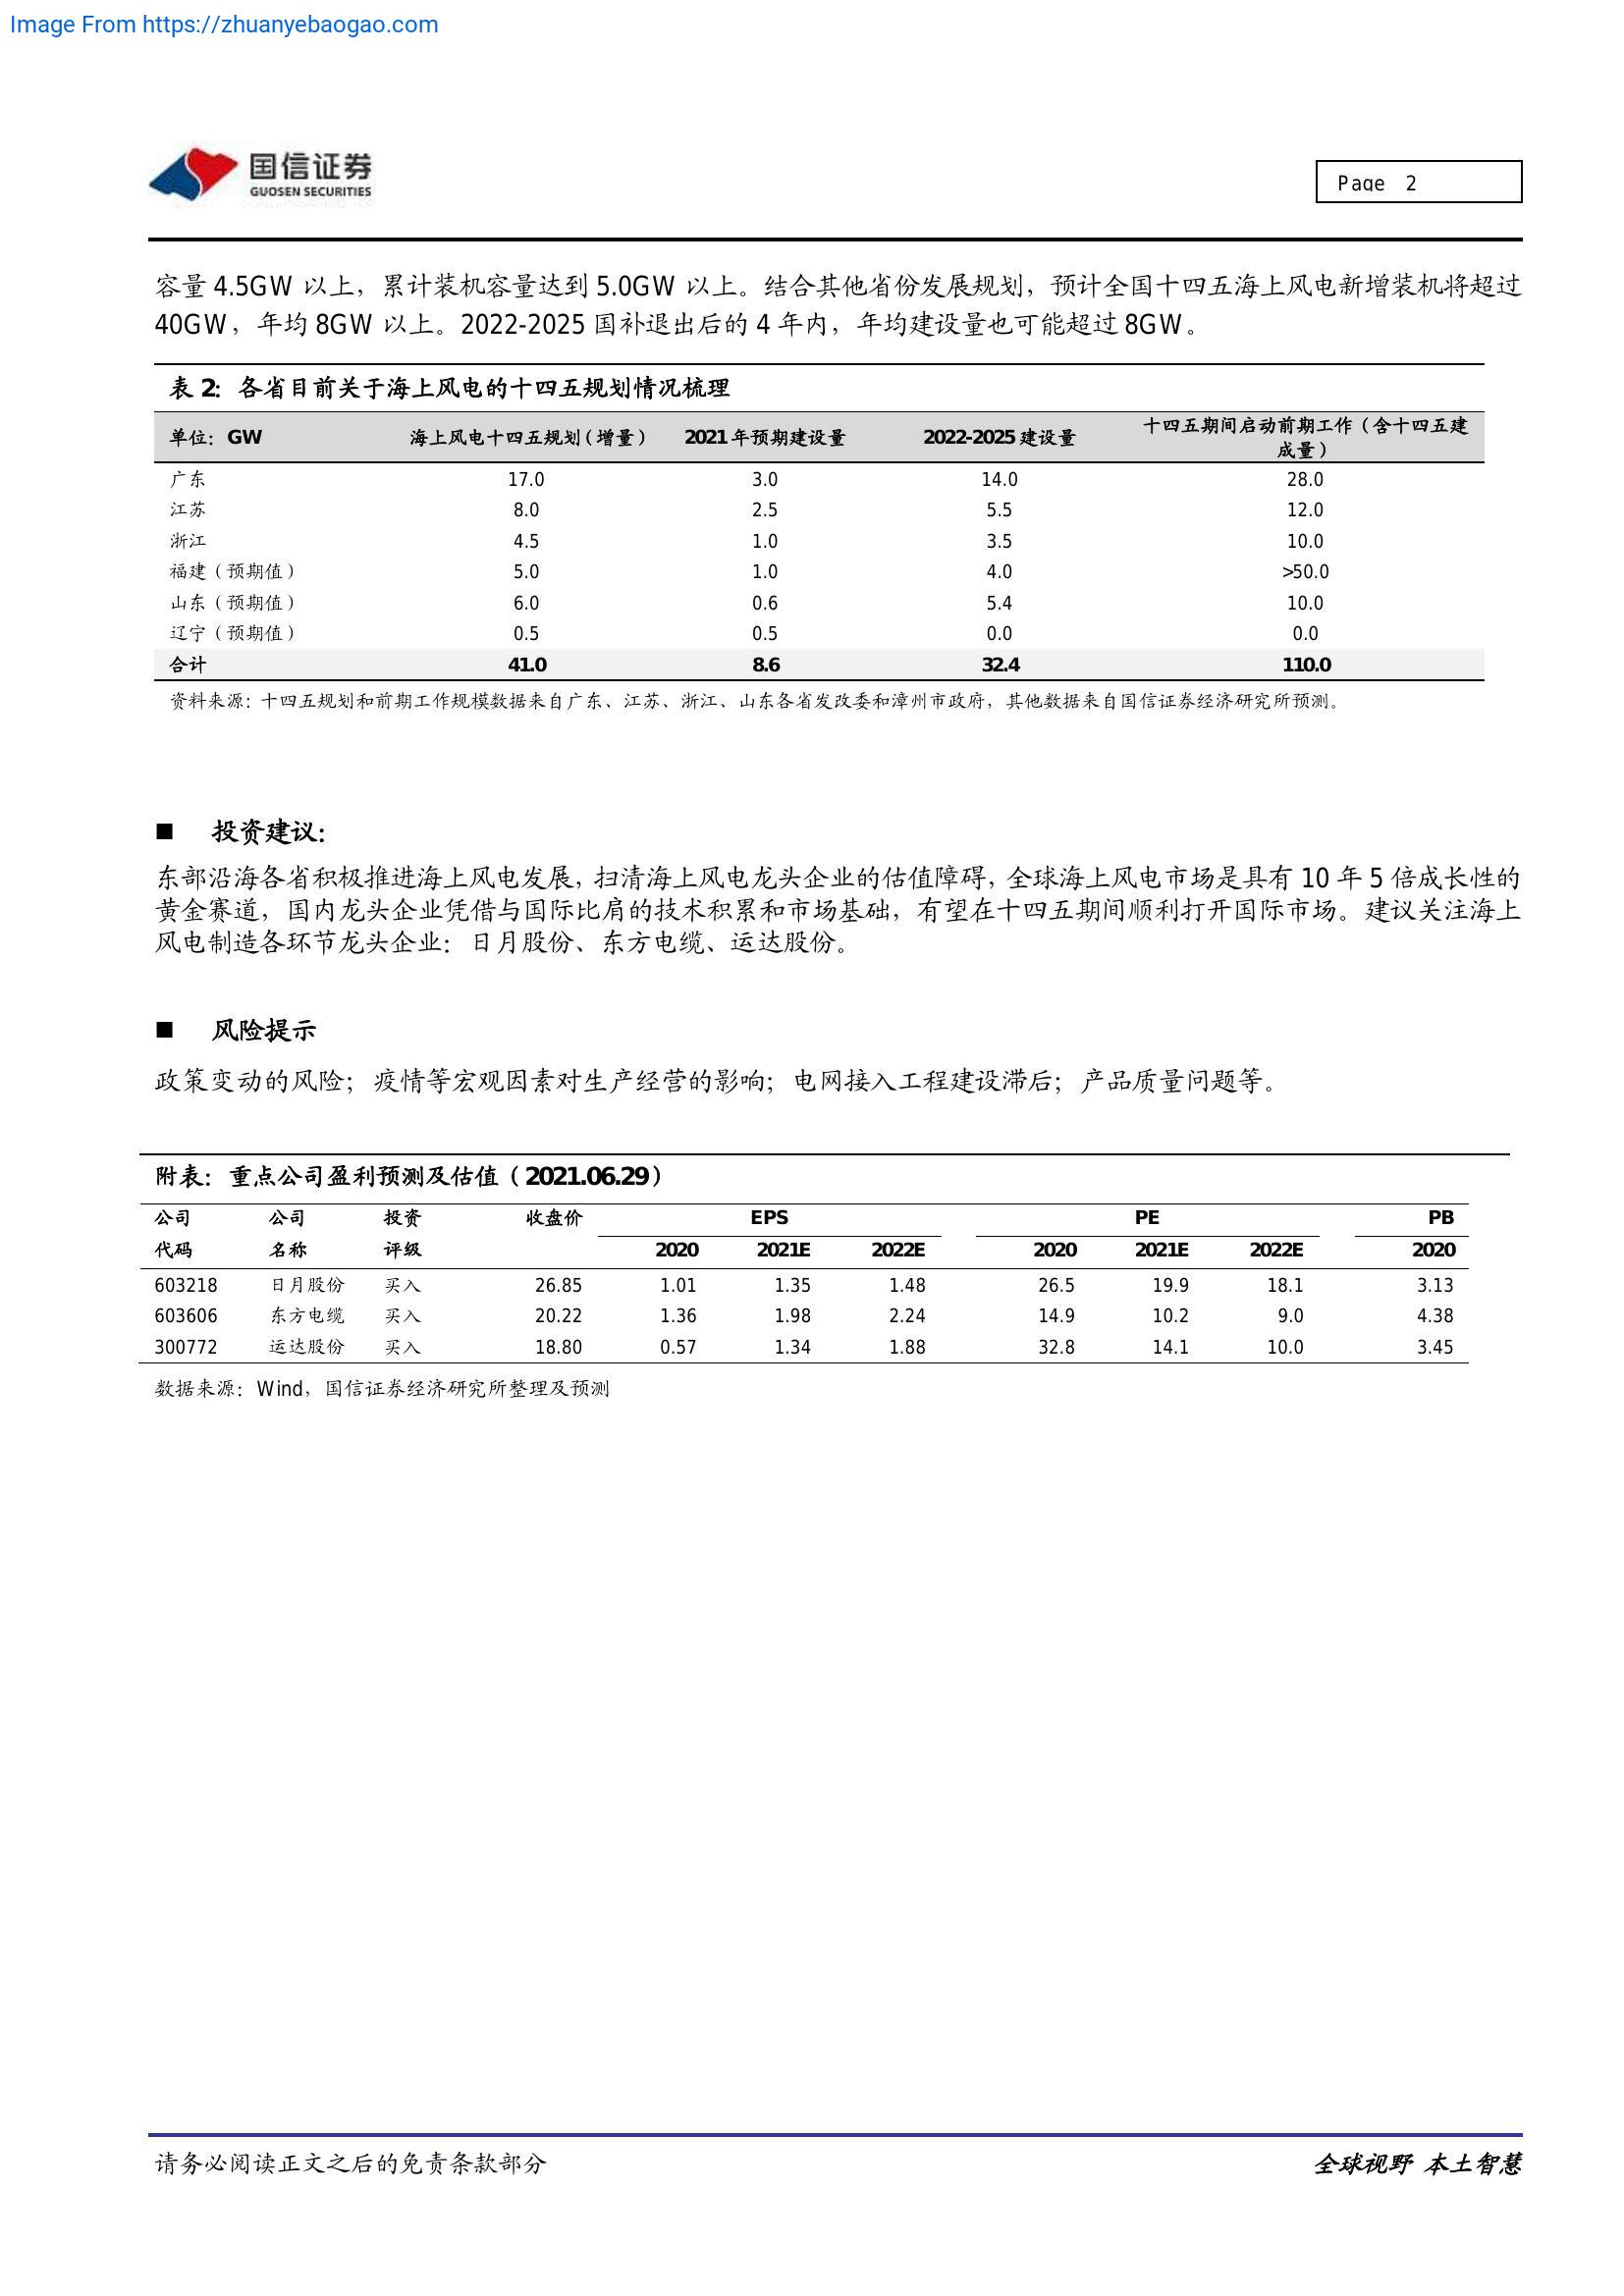 Image From https://zhuanyebaogao.com
国信证券
GUOSEN SECURITIES
Page 2
容量 4.5GW 以上，累计装机容量达到 5.0GW 以上。结合其他省份发展规划，预计全国十四五海上风电新增装机将超过
40GW，年均 8GW 以上。2022-2025 国补退出后的 4 年内，年均建设量也可能超过 8GW。
表 2：各省目前关于海上风电的十四五规划情况梳理
单位：GW 海上风电十四五规划（增量） 2021 年预期建设量 2022-2025 建设量 十四五期间启动前期工作（含十四五建
成量）
广东 17.0 3.0 14.0 28.0
江苏 8.0 2.5 5.5 12.0
浙江 4.5 1.0 3.5 10.0
福建（预期值） 5.0 1.0 4.0 >50.0
山东（预期值） 6.0 0.6 5.4 10.0
辽宁（预期值） 0.5 0.5 0.0 0.0
合计 41.0 8.6 32.4 110.0
资料来源：十四五规划和前期工作规模数据来自广东、江苏、浙江、山东各省发改委和漳州市政府，其他数据来自国信证券经济研究所预测。
■ 投资建议：
东部沿海各省积极推进海上风电发展，扫清海上风电龙头企业的估值障碍，全球海上风电市场是具有 10 年 5 倍成长性的
黄金赛道，国内龙头企业凭借与国际比肩的技术积累和市场基础，有望在十四五期间顺利打开国际市场。建议关注海上
风电制造各环节龙头企业：日月股份、东方电缆、运达股份。
■ 风险提示
政策变动的风险；疫情等宏观因素对生产经营的影响；电网接入工程建设滞后；产品质量问题等。
附表：重点公司盈利预测及估值（2021.06.29）
公司 公司 投资 收盘价 EPS PE PB
代码 名称 评级 2020 2021E 2022E 2020 2021E 2022E 2020
603218 日月股份 买入 26.85 1.01 1.35 1.48 26.5 19.9 18.1 3.13
603606 东方电缆 买入 20.22 1.36 1.98 2.24 14.9 10.2 9.0 4.38
300772 运达股份 买入 18.80 0.57 1.34 1.88 32.8 14.1 10.0 3.45
数据来源：Wind，国信证券经济研究所整理及预测
请务必阅读正文之后的免责条款部分 全球视野 本土智慧